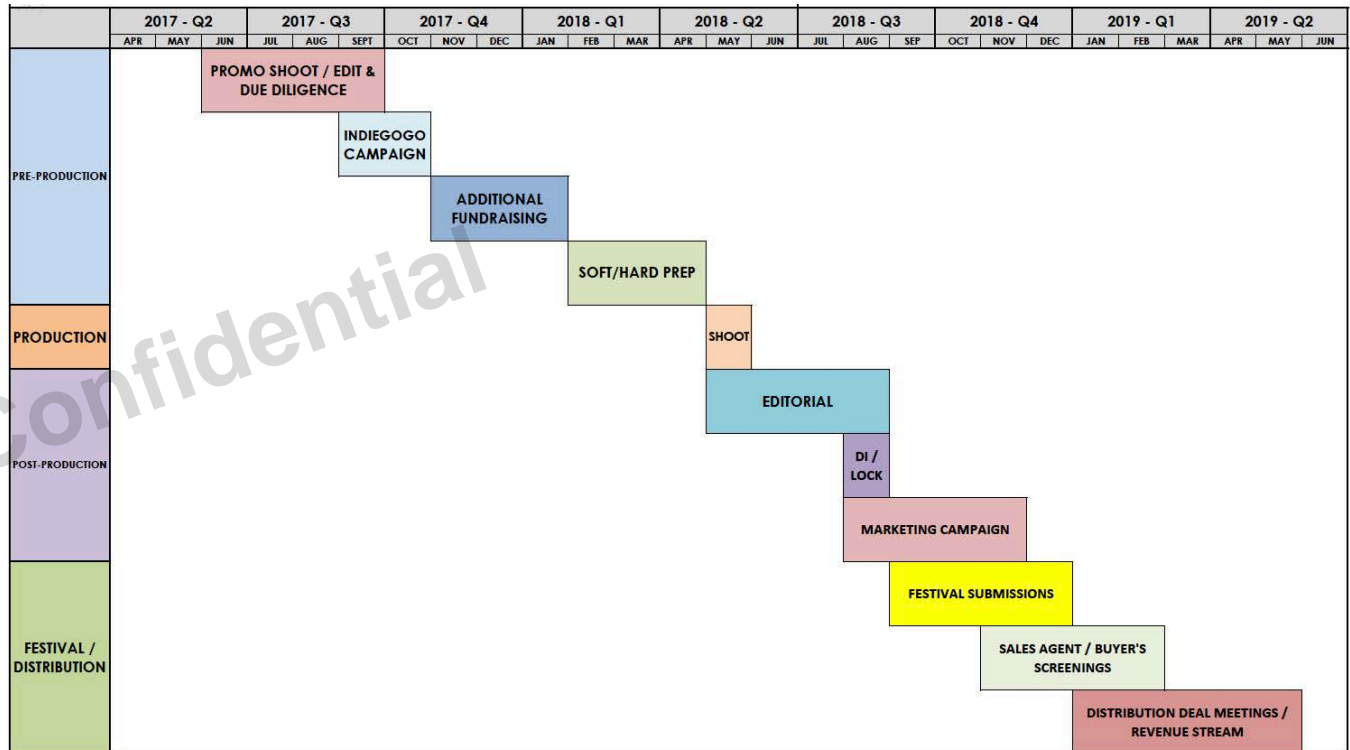 2017 - Q2 2017 - Q3 2017 - Q4 2018 - Q1 2018 - Q2 2018 - Q3 2018 - Q4 2019 - Q1 2019 - Q2
APR MAY JUN JUL AUG SEPT OCT NOV DEC JAN FEB MAR APR MAY JUN JUL AUG SEP OCT NOV DEC JAN FEB MAR APR MAY JUN
PRE-PRODUCTION
PROMO SHOOT / EDIT &
DUE DILIGENCE
INDIEGOGO
CAMPAIGN
ADDITIONAL
FUNDRAISING
SOFT/HARD PREP
PRODUCTION
SHOOT
POST-PRODUCTION
EDITORIAL
DI /
LOCK
MARKETING CAMPAIGN
FESTIVAL /
DISTRIBUTION
FESTIVAL SUBMISSIONS
SALES AGENT / BUYER'S
SCREENINGS
DISTRIBUTION DEAL MEETINGS /
REVENUE STREAM
Confidential